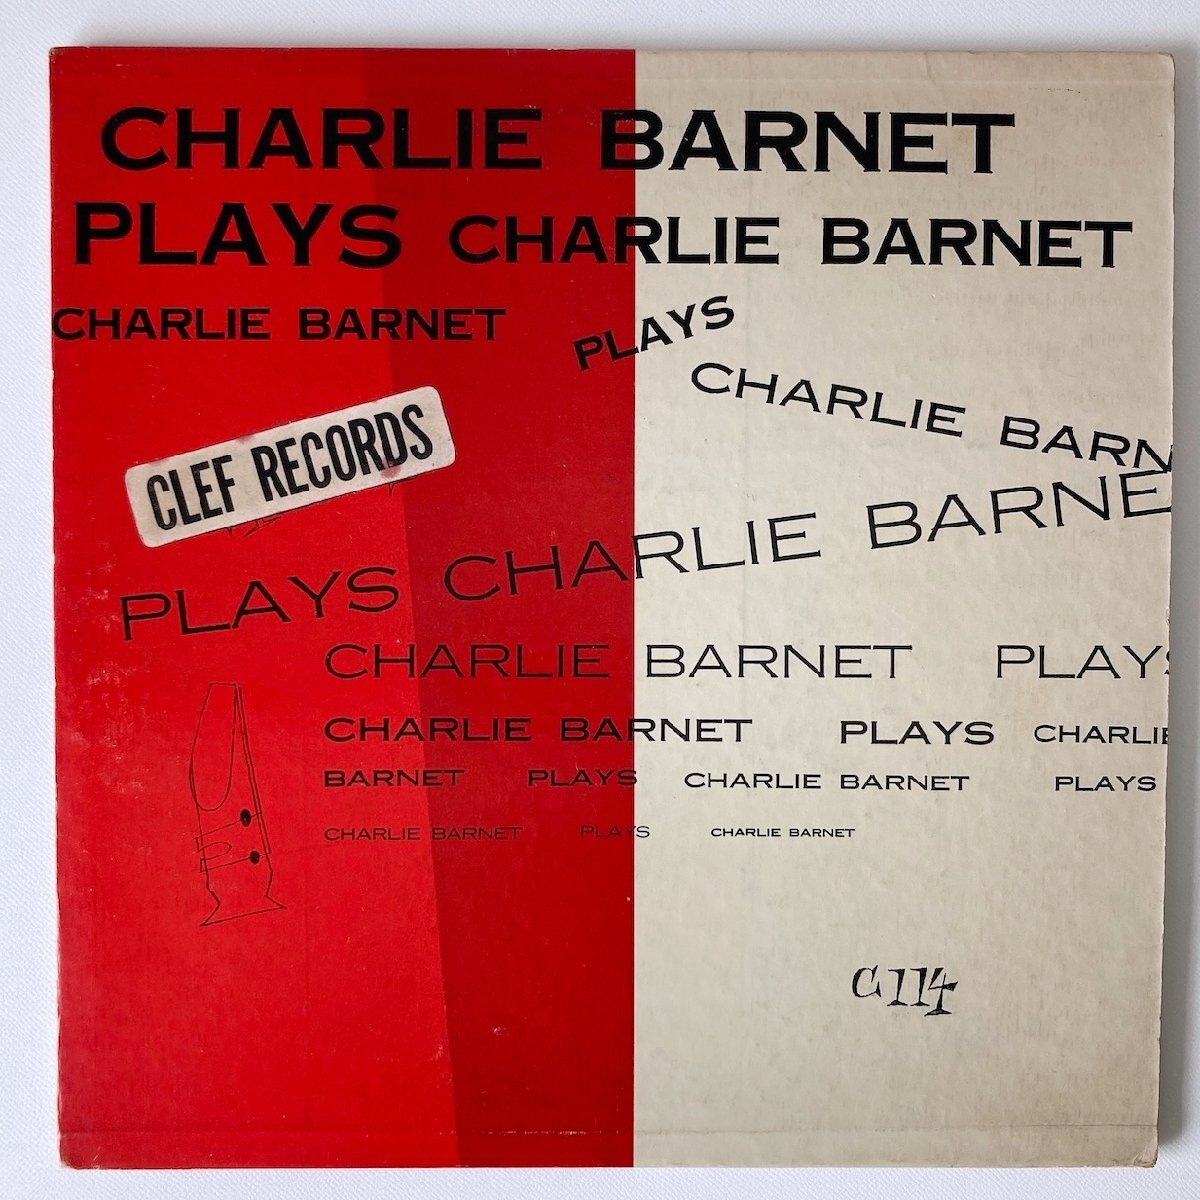 CHARLIE BARNET
PLAYS CHARLIE BARNET
CHARLIE BARNET PLAYS
CHARLIE BARN
CLEF RECORDS
PLAYS CHARLIE BARNE
CHARLIE BARNET PLAYS
CHARLIE BARNET PLAYS CHARLIE
BARNET PLAYS CHARLIE BARNET PLAYS
CHARLIE BARNET PLAYS CHARLIE BARNET
C114